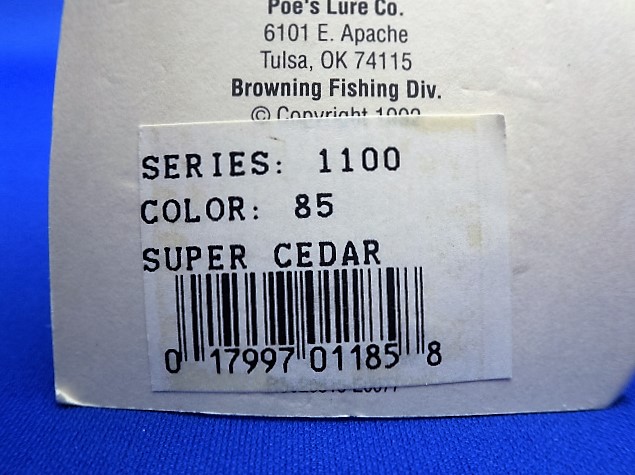 Poe's Lure Co.
6101 E. Apache
Tulsa, OK 74115
Browning Fishing Div.
© Copyright
SERIES: 1100
COLOR: 85
SUPER CEDAR
0 17997 01185 8